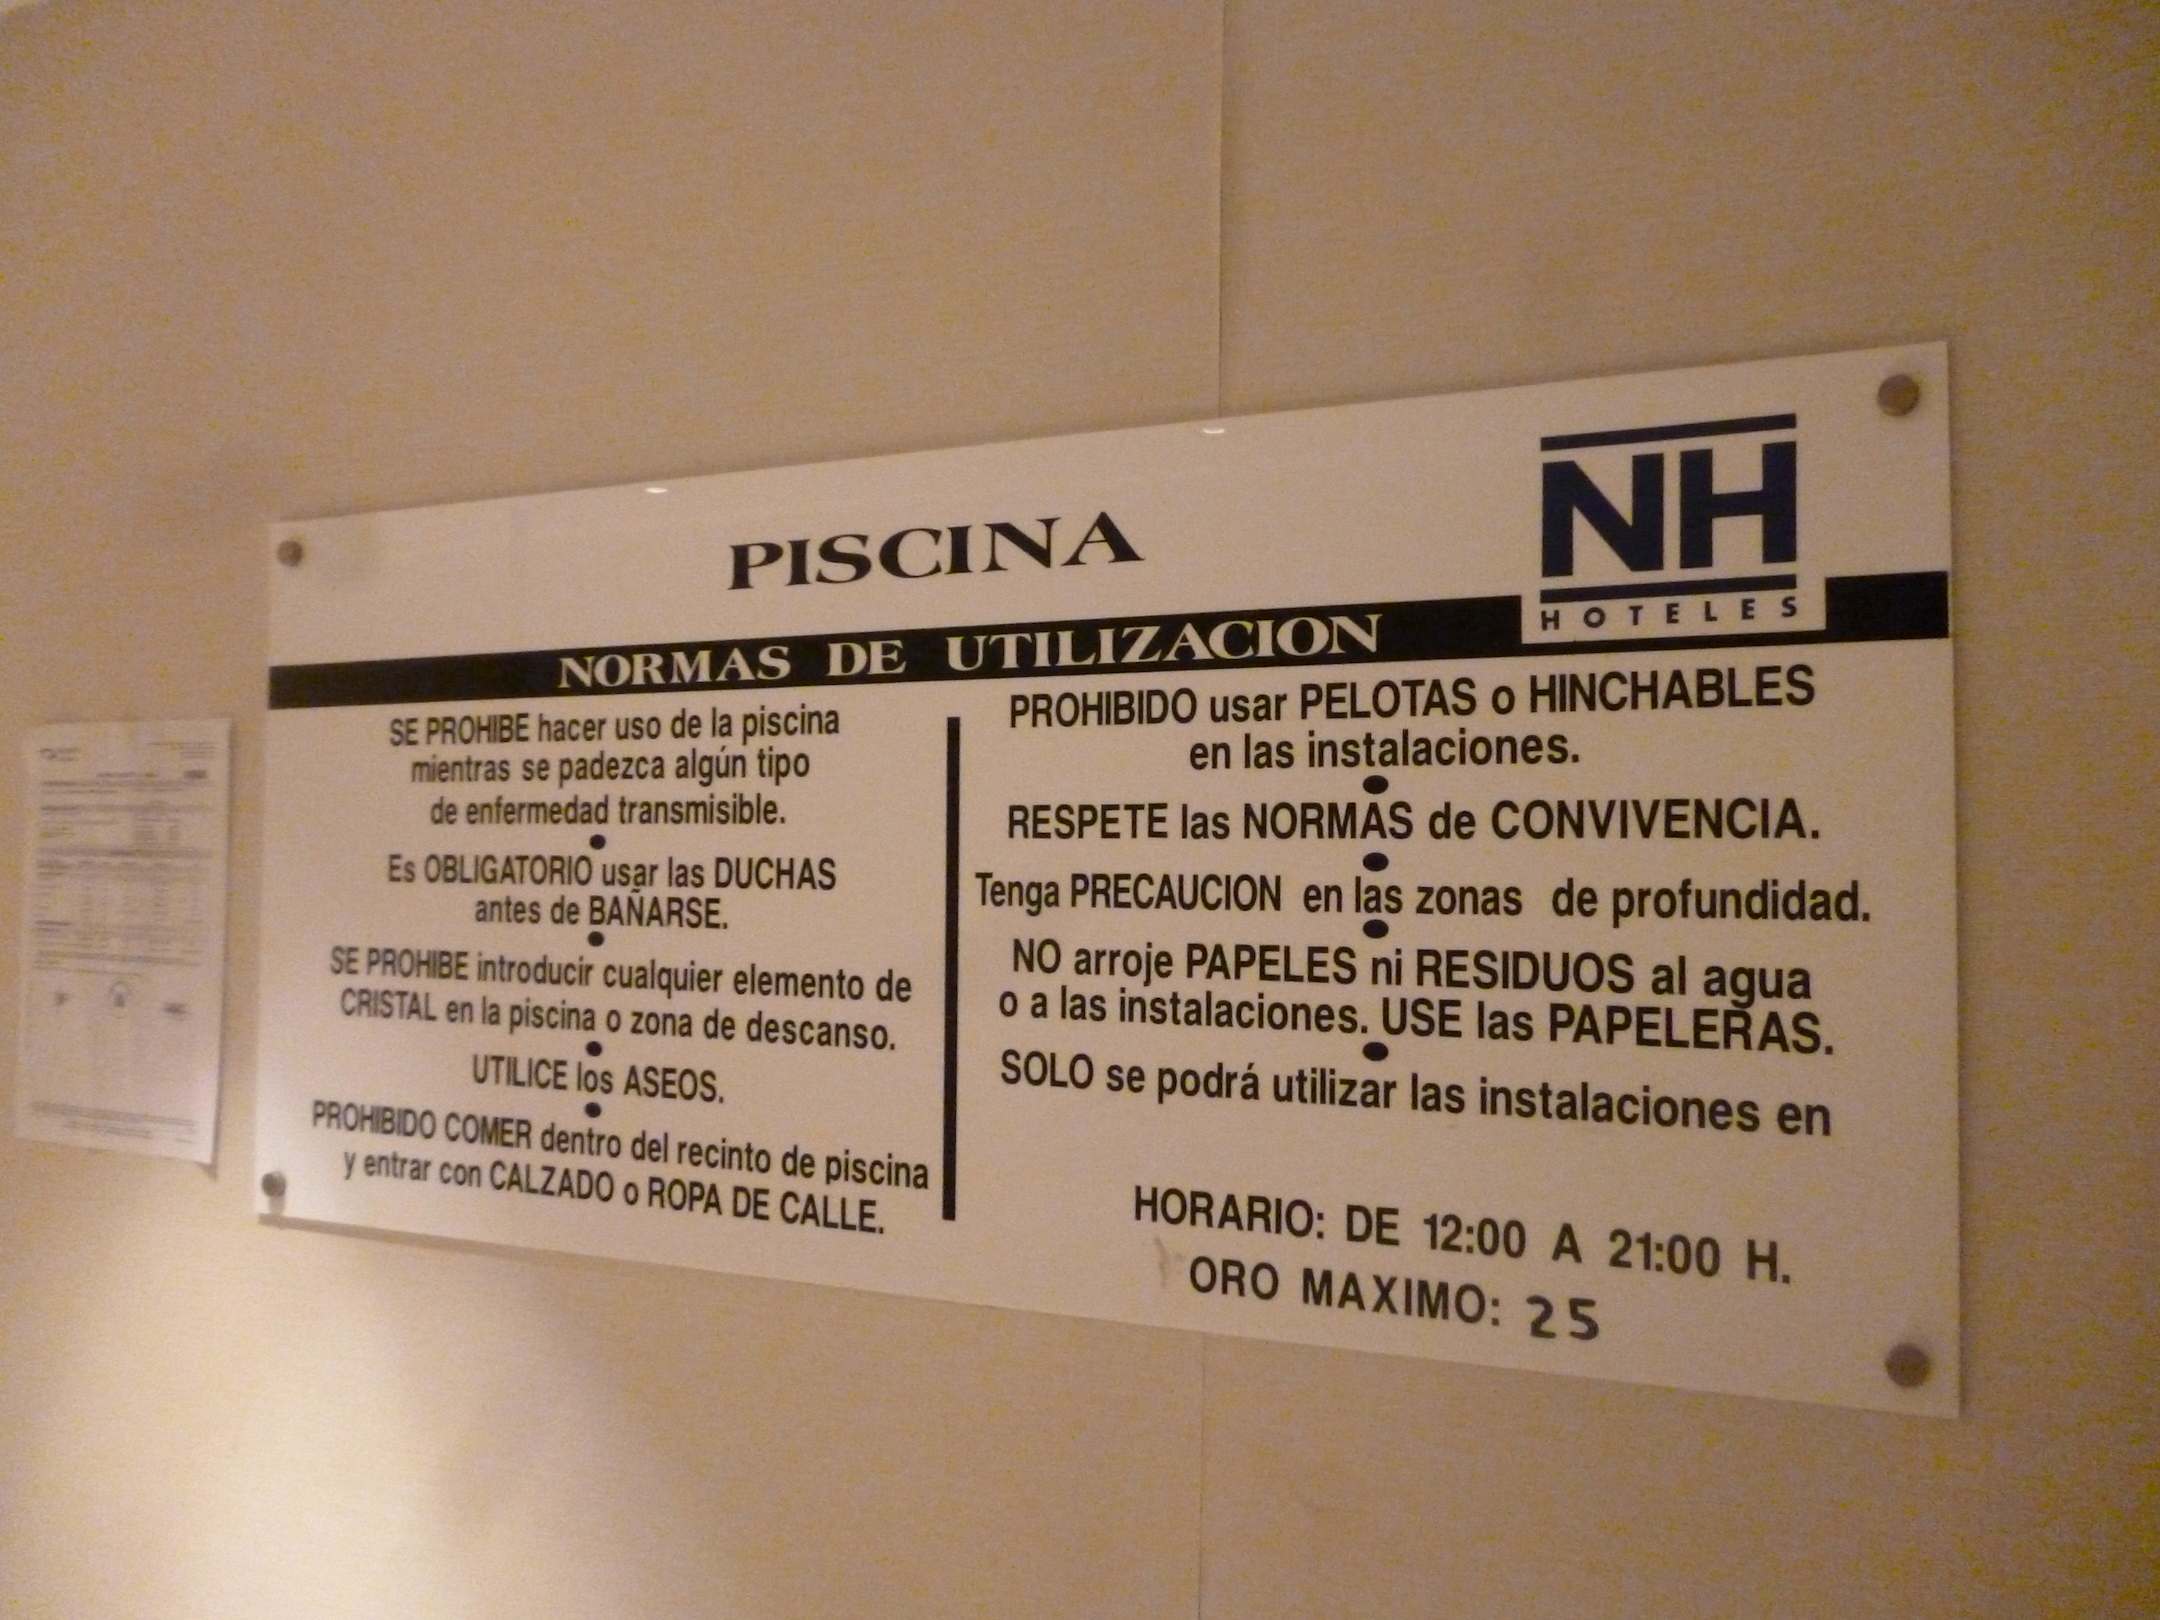 PISCINA
NH
HOTELES
NORMAS DE UTILIZACION
SE PROHIBE hacer uso de la piscina
mientras se padezca algún tipo
de enfermedad transmisible.
Es OBLIGATORIO usar las DUCHAS
antes de BAÑARSE.
SE PROHIBE introducir cualquier elemento de
CRISTAL en la piscina o zona de descanso.
UTILICE los ASEOS.
PROHIBIDO COMER dentro del recinto de piscina
y entrar con CALZADO o ROPA DE CALLE.
PROHIBIDO usar PELOTAS o HINCHABLES
en las instalaciones.
RESPETE las NORMAS de CONVIVENCIA.
Tenga PRECAUCION en las zonas de profundidad.
NO arroje PAPELES ni RESIDUOS al agua
o a las instalaciones. USE las PAPELERAS.
SOLO se podrá utilizar las instalaciones en
HORARIO: DE 12:00 A 21:00 H.
ORO MAXIMO: 25